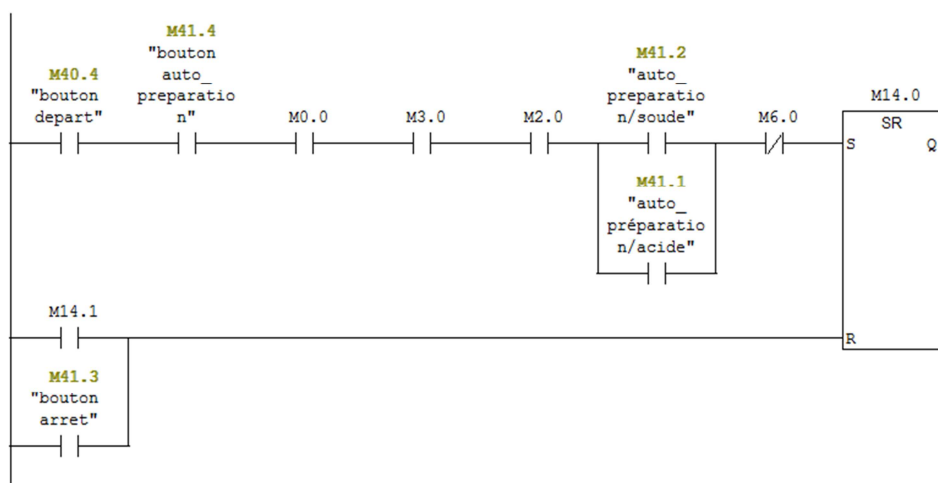 M41.4
"bouton
auto_
preparatio
n"
M40.4
"bouton
depart"
M0.0
M3.0
M2.0
M41.2
"auto_
preparatio
n/soude"
M6.0
M14.0
SR
S
Q
M41.1
"auto_
préparatio
n/acide"
M14.1
R
M41.3
"bouton
arret"